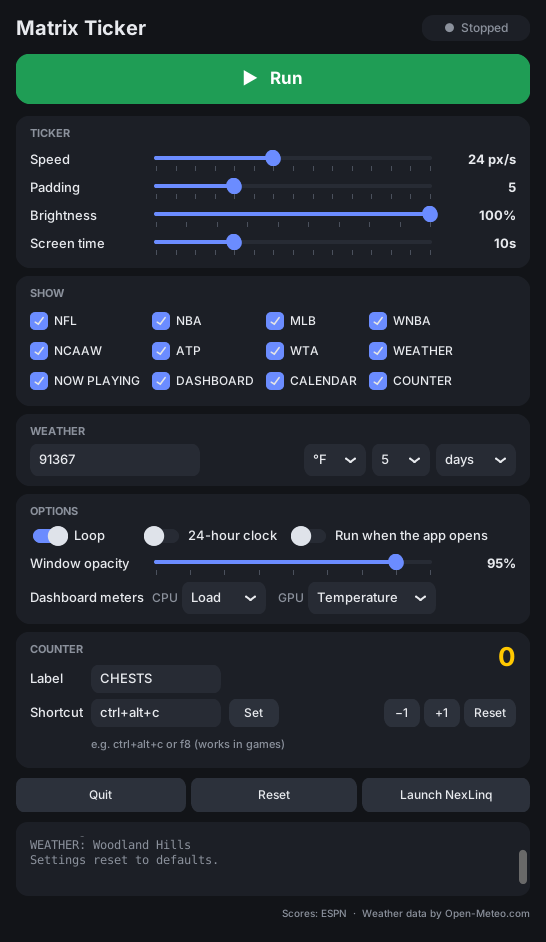 Matrix Ticker
Stopped
Run
TICKER
Speed 24 px/s
Padding 5
Brightness 100%
Screen time 10s
SHOW
NFL NBA MLB WNBA
NCAAW ATP WTA WEATHER
NOW PLAYING DASHBOARD CALENDAR COUNTER
WEATHER
91367 °F 5 days
OPTIONS
Loop 24-hour clock Run when the app opens
Window opacity 95%
Dashboard meters CPU Load GPU Temperature
COUNTER 0
Label CHESTS
Shortcut ctrl+alt+c Set −1 +1 Reset
e.g. ctrl+alt+c or f8 (works in games)
Quit Reset Launch NexLinq
WEATHER: Woodland Hills
Settings reset to defaults.
Scores: ESPN · Weather data by Open-Meteo.com